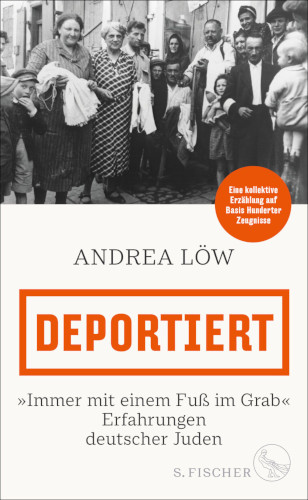 Eine kollektive
Erzählung auf
Basis Hunderter
Zeugnisse
ANDREA LÖW
DEPORTIERT
»Immer mit einem Fuß im Grab«
Erfahrungen
deutscher Juden
S. FISCHER